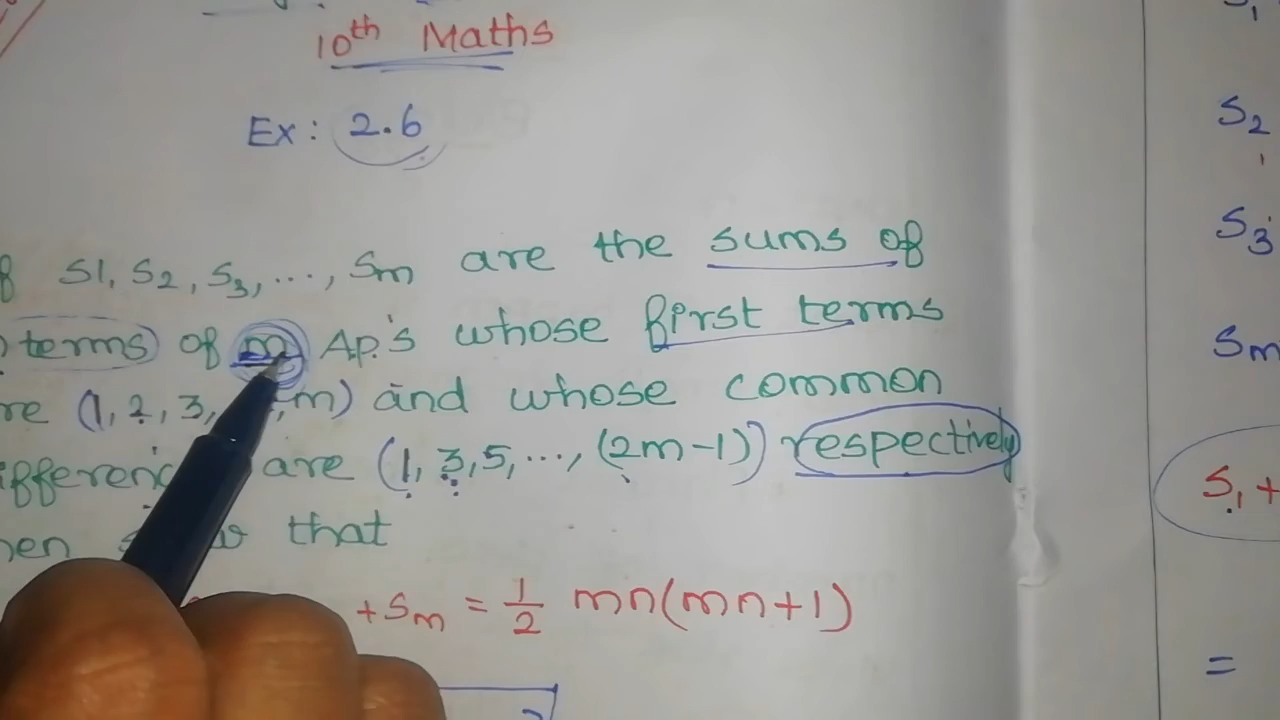 10th Maths
Ex: 2.6
S1, S2, S3, ..., Sm are the sums of
terms of m A.P.'s whose first terms
(1, 2, 3, m) and whose common
are (1, 3, 5, ..., (2m-1)) respectively
that
+Sm = 1/2 mn(mn+1)
S2
S3
Sm
S1 +
=